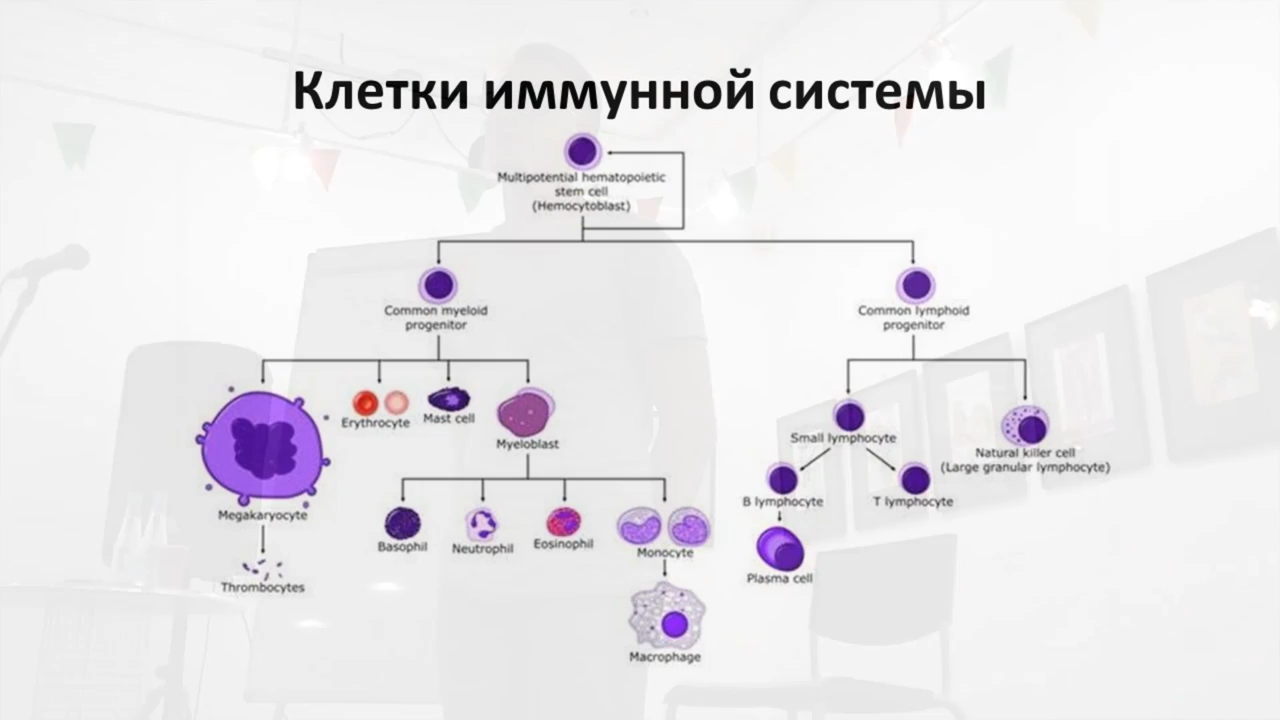 Клетки иммунной системы
Multipotential hematopoietic
stem cell
(Hemocytoblast)
Common myeloid
progenitor
Common lymphoid
progenitor
Erythrocyte
Mast cell
Myeloblast
Small lymphocyte
Natural killer cell
(Large granular lymphocyte)
B lymphocyte
T lymphocyte
Megakaryocyte
Basophil
Neutrophil
Eosinophil
Monocyte
Plasma cell
Thrombocytes
Macrophage